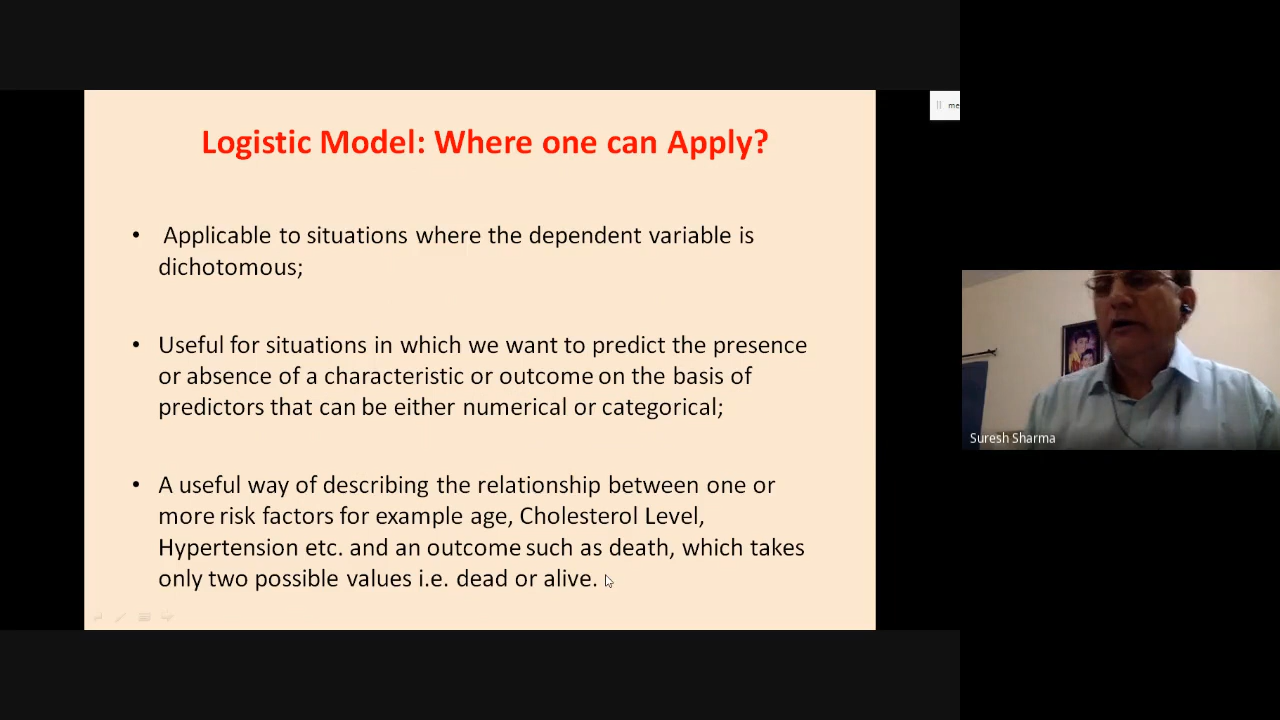 Logistic Model: Where one can Apply?
• Applicable to situations where the dependent variable is
dichotomous;
• Useful for situations in which we want to predict the presence
or absence of a characteristic or outcome on the basis of
predictors that can be either numerical or categorical;
• A useful way of describing the relationship between one or
more risk factors for example age, Cholesterol Level,
Hypertension etc. and an outcome such as death, which takes
only two possible values i.e. dead or alive.
me
Suresh Sharma